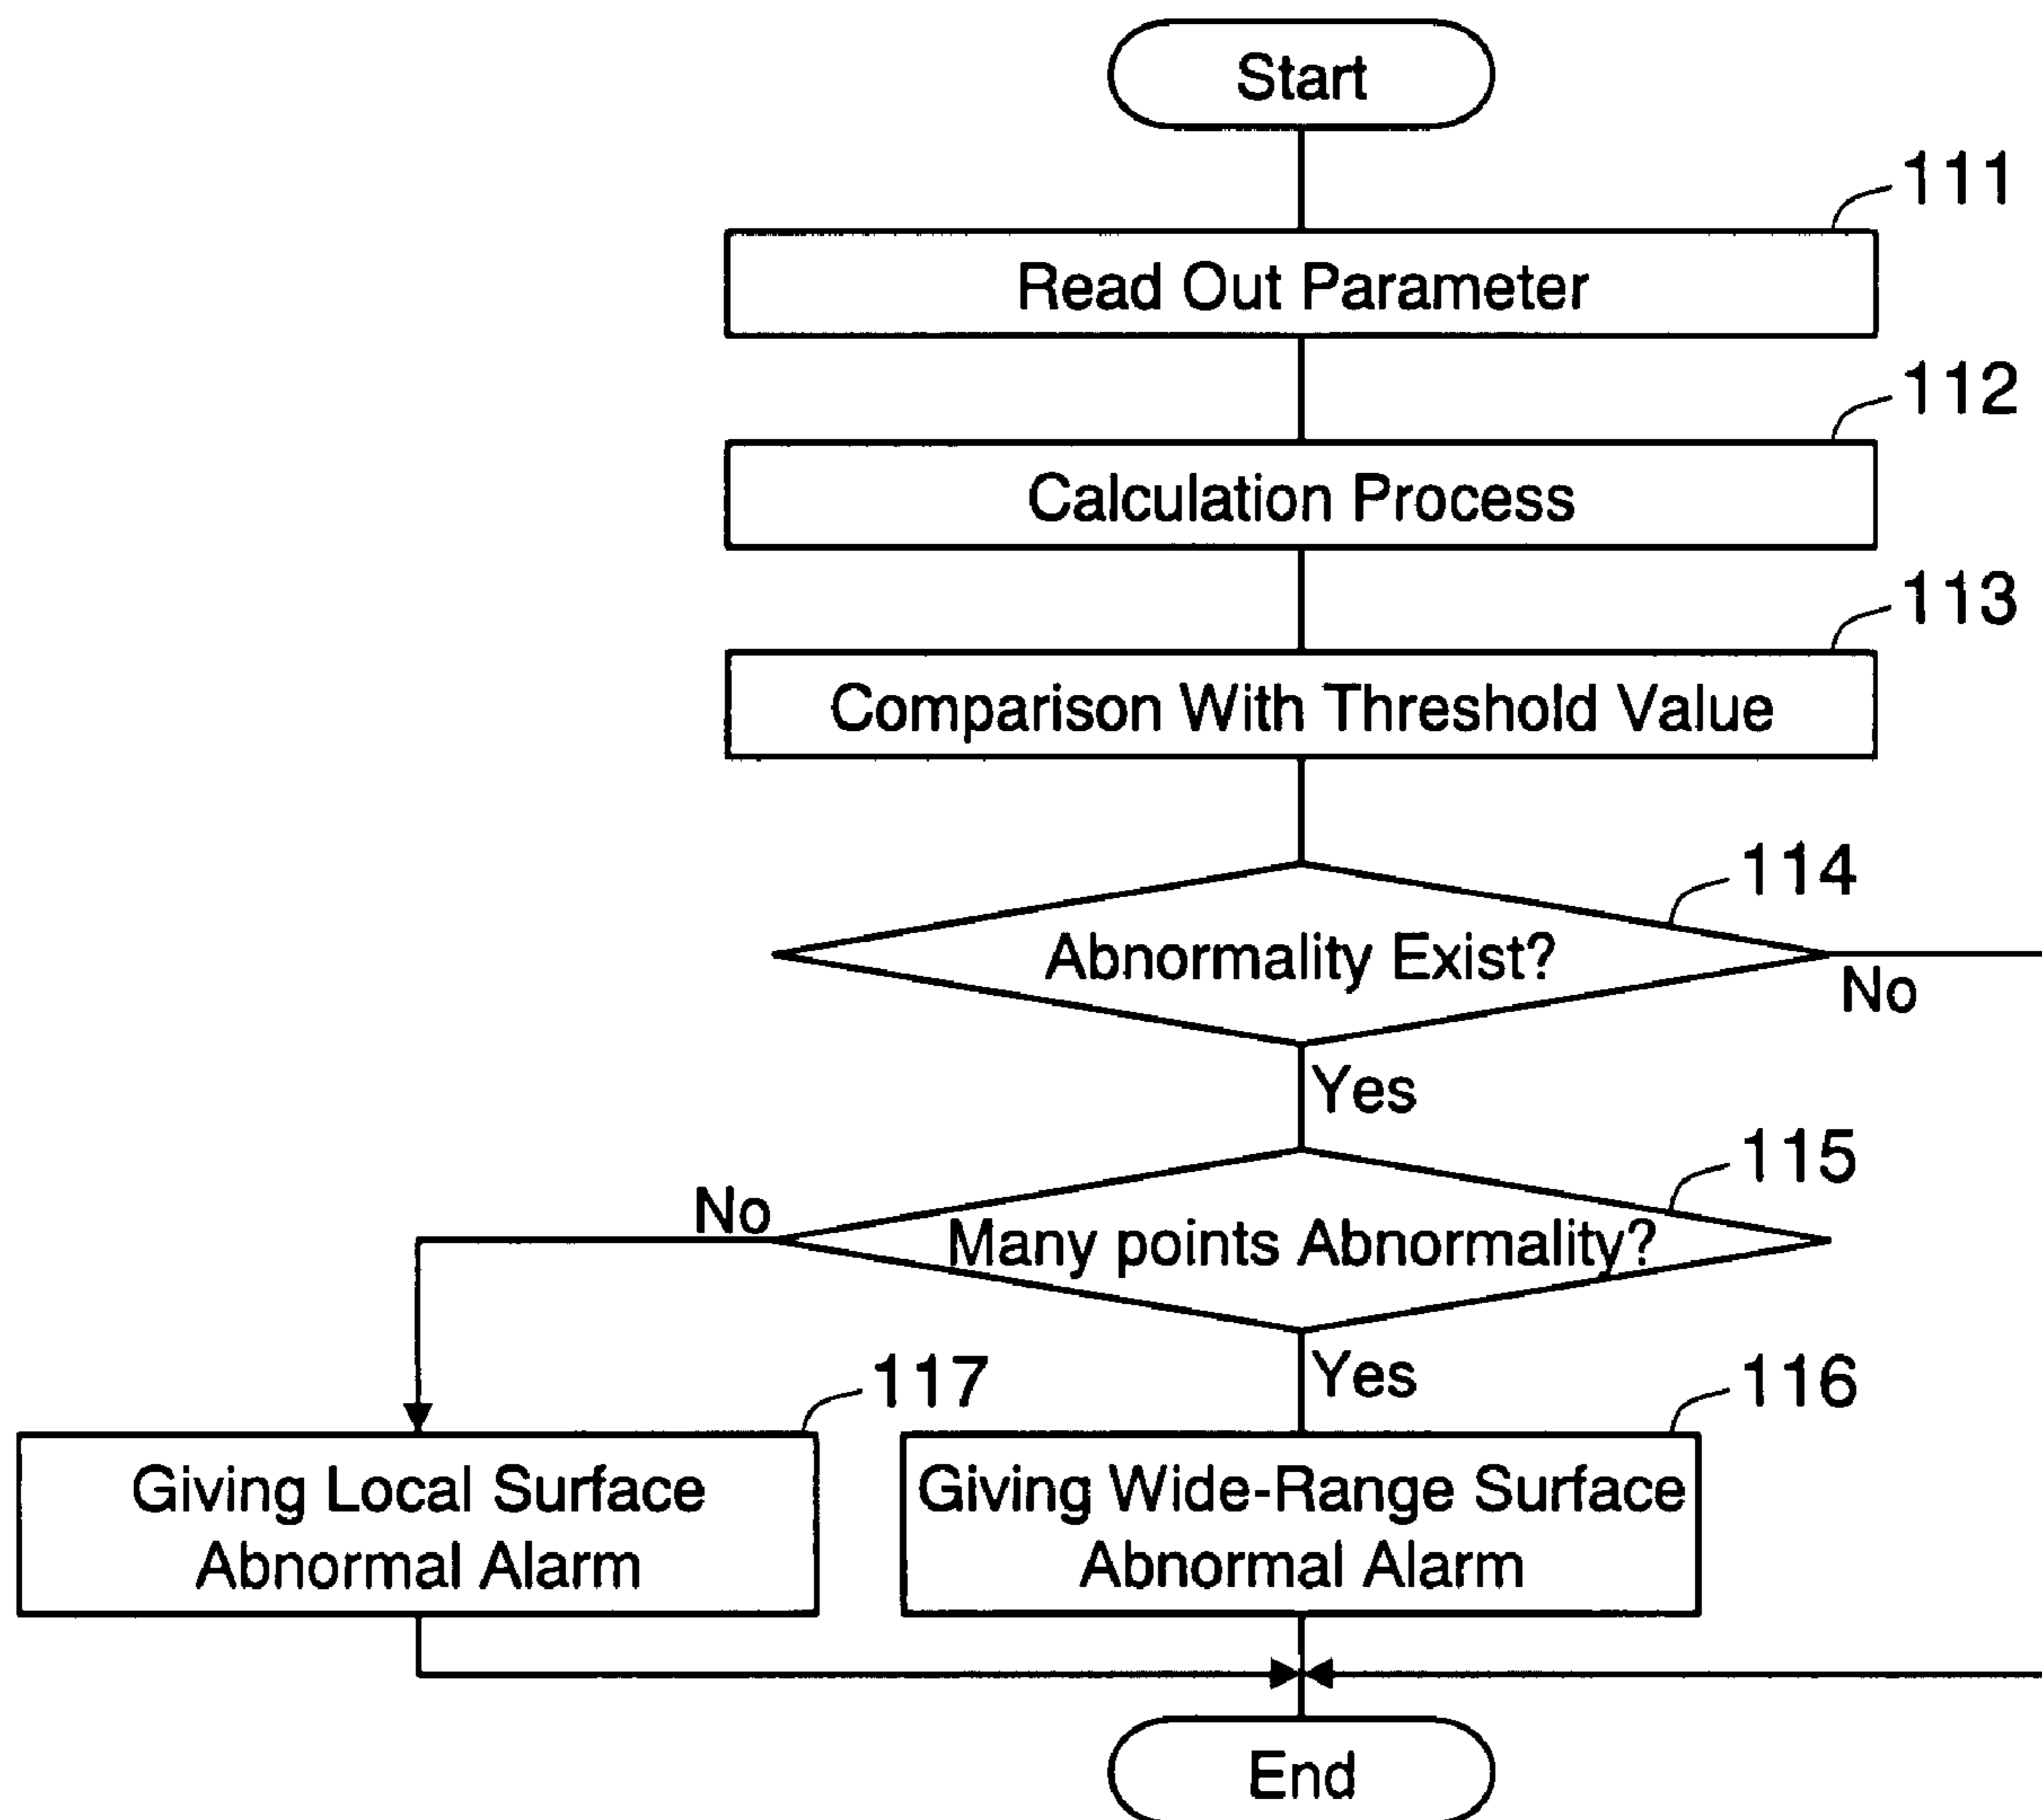 Start
111
Read Out Parameter
112
Calculation Process
113
Comparison With Threshold Value
114
Abnormality Exist?
No
Yes
115
No
Many points Abnormality?
Yes
117
116
Giving Local Surface
Abnormal Alarm
Giving Wide-Range Surface
Abnormal Alarm
End